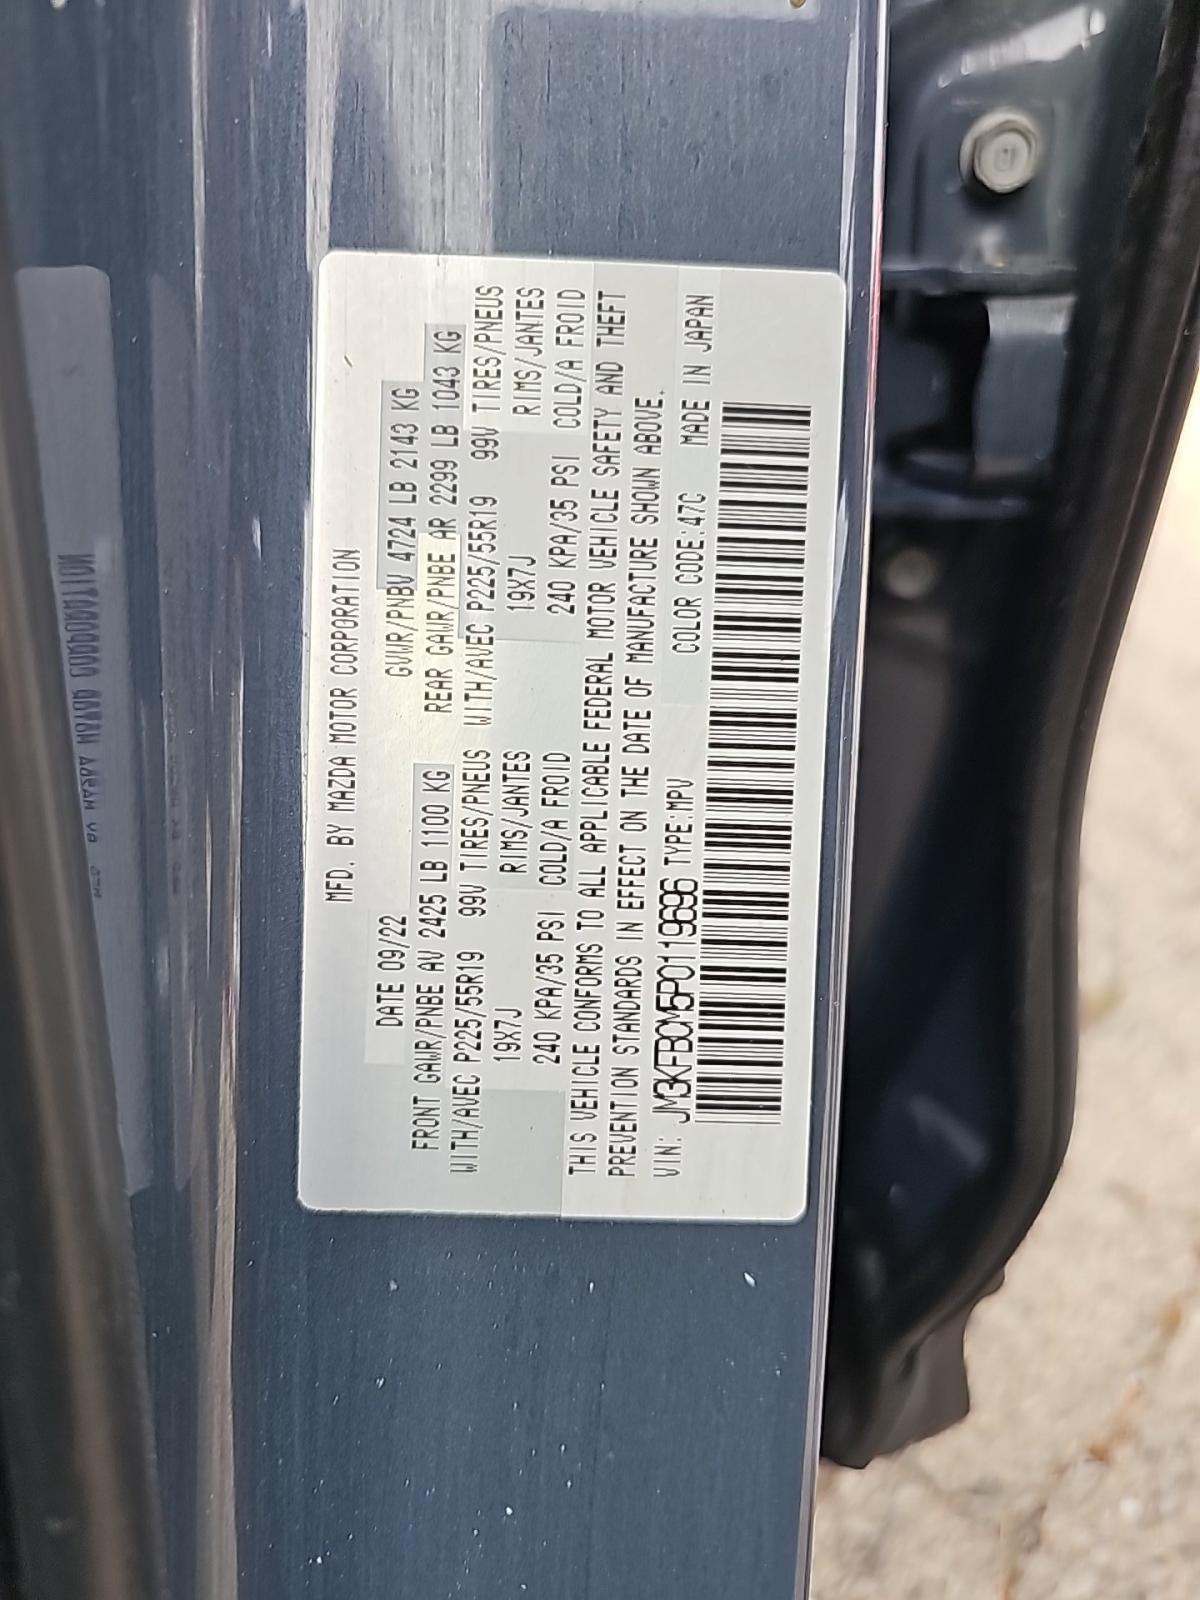 MFD. BY MAZDA MOTOR CORPORATION
DATE 09/22 GVWR/PNBV 4724 LB 2143 KG
FRONT GAWR/PNBE AV 2425 LB 1100 KG REAR GAWR/PNBE AR 2299 LB 1043 KG
WITH/AVEC P225/55R19 99V TIRES/PNEUS WITH/AVEC P225/55R19 99V TIRES/PNEUS
19X7J RIMS/JANTES 19X7J RIMS/JANTES
240 KPA/35 PSI COLD/A FROID 240 KPA/35 PSI COLD/A FROID
THIS VEHICLE CONFORMS TO ALL APPLICABLE FEDERAL MOTOR VEHICLE SAFETY AND THEFT
PREVENTION STANDARDS IN EFFECT ON THE DATE OF MANUFACTURE SHOWN ABOVE.
VIN: JM3KFBCM5P0119696 TYPE:MPV COLOR CODE:47C MADE IN JAPAN